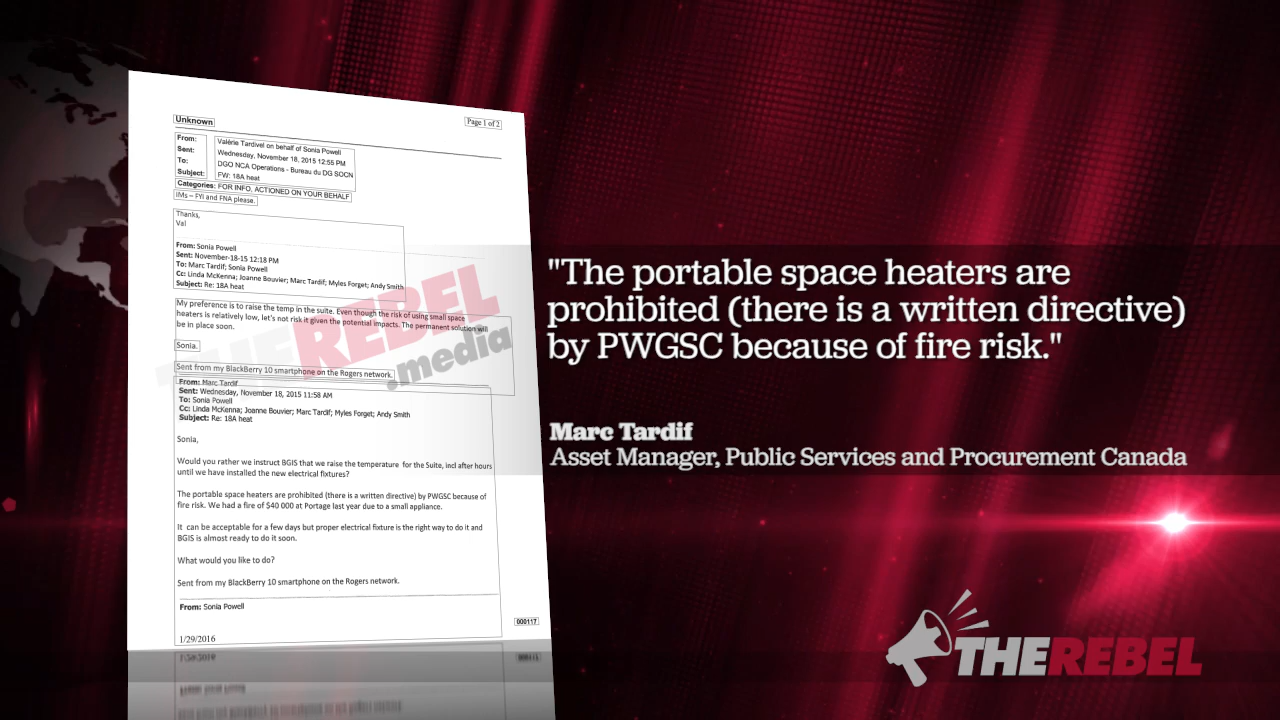 Unknown
Page 1 of 2
From: Valérie Tardivel on behalf of Sonia Powell
Sent: Wednesday, November 18, 2015 12:55 PM
To: DGO NCA Operations - Bureau du DG SOCN
Subject: FW: 18A heat
Categories: FOR INFO, ACTIONED ON YOUR BEHALF
IMs – FYI and FNA please.
Thanks,
Val
From: Sonia Powell
Sent: November-18-15 12:18 PM
To: Marc Tardif; Sonia Powell
Cc: Linda McKenna; Joanne Bouvier; Marc Tardif; Myles Forget; Andy Smith
Subject: Re: 18A heat
My preference is to raise the temp in the suite. Even though the risk of using small space
heaters is relatively low, let's not risk it given the potential impacts. The permanent solution will
be in place soon.
Sonia.
Sent from my BlackBerry 10 smartphone on the Rogers network.
From: Marc Tardif
Sent: Wednesday, November 18, 2015 11:58 AM
To: Sonia Powell
Cc: Linda McKenna; Joanne Bouvier; Marc Tardif; Myles Forget; Andy Smith
Subject: Re: 18A heat
Sonia,
Would you rather we instruct BGIS that we raise the temperature for the Suite, incl after hours
until we have installed the new electrical fixtures?
The portable space heaters are prohibited (there is a written directive) by PWGSC because of
fire risk. We had a fire of $40 000 at Portage last year due to a small appliance.
It can be acceptable for a few days but proper electrical fixture is the right way to do it and
BGIS is almost ready to do it soon.
What would you like to do?
Sent from my BlackBerry 10 smartphone on the Rogers network.
From: Sonia Powell
000117
1/29/2016
THEREBEL
.media
"The portable space heaters are
prohibited (there is a written directive)
by PWGSC because of fire risk."
Marc Tardif
Asset Manager, Public Services and Procurement Canada
THEREBEL